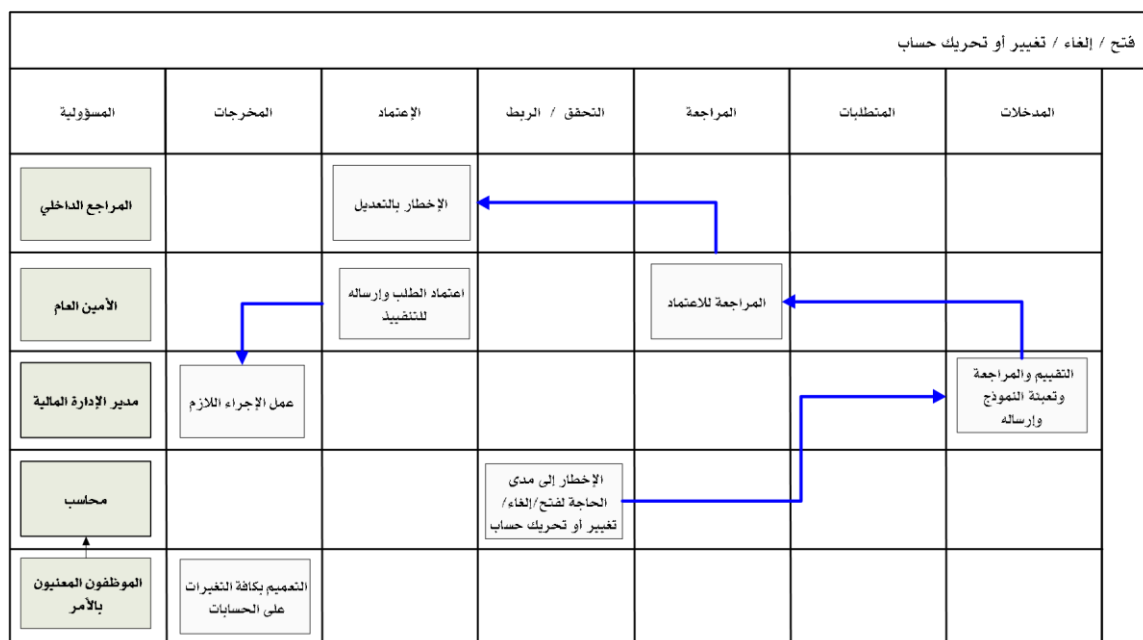 فتح / إلغاء / تغيير أو تحريك حساب
المدخلات
المتطلبات
المراجعة
التحقق / الربط
الإعتماد
المخرجات
المسؤولية
الإخطار بالتعديل
المراجع الداخلي
المراجعة للاعتماد
اعتماد الطلب وإرساله
للتنفييذ
الأمين العام
التقييم والمراجعة
وتعبئة النموذج
وإرساله
عمل الإجراء اللازم
مدير الإدارة المالية
الإخطار إلى مدى
الحاجة لفتح/إلغاء/
تغيير أو تحريك حساب
محاسب
التعميم بكافة التغيرات
على الحسابات
الموظفون المعنيون
بالأمر